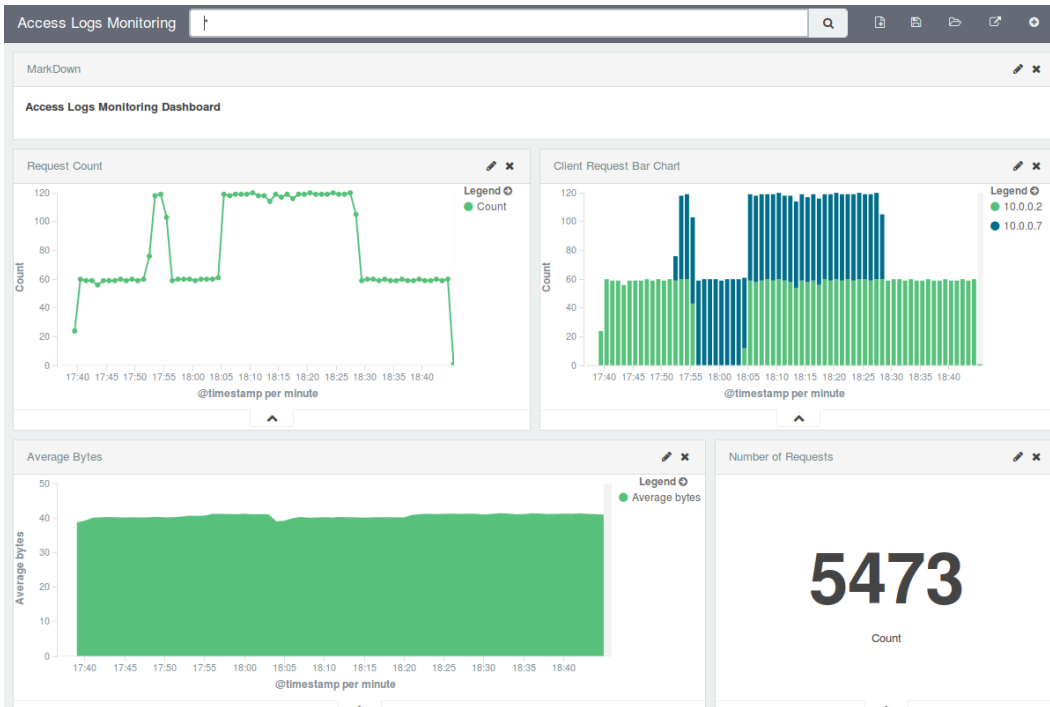 Access Logs Monitoring *
MarkDown
Access Logs Monitoring Dashboard
Request Count
Legend
Count
120
100
80
60
40
20
0
Count
17:40 17:45 17:50 17:55 18:00 18:05 18:10 18:15 18:20 18:25 18:30 18:35 18:40
@timestamp per minute
Client Request Bar Chart
Legend
10.0.0.2
10.0.0.7
120
100
80
60
40
20
0
Count
17:40 17:45 17:50 17:55 18:00 18:05 18:10 18:15 18:20 18:25 18:30 18:35 18:40
@timestamp per minute
Average Bytes
Legend
Average bytes
50
40
30
20
10
0
Average bytes
17:40 17:45 17:50 17:55 18:00 18:05 18:10 18:15 18:20 18:25 18:30 18:35 18:40
@timestamp per minute
Number of Requests
5473
Count